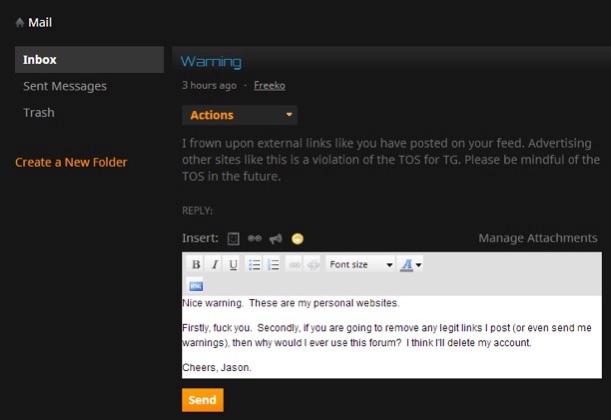 Mail
Inbox
Sent Messages
Trash
Create a New Folder
Warning
3 hours ago · Freeko
Actions
I frown upon external links like you have posted on your feed. Advertising
other sites like this is a violation of the TOS for TG. Please be mindful of the
TOS in the future.
REPLY:
Insert: Manage Attachments
B I U Font size A
HTML
Nice warning. These are my personal websites.
Firstly, fuck you. Secondly, if you are going to remove any legit links I post (or even send me
warnings), then why would I ever use this forum? I think I'll delete my account.
Cheers, Jason.
Send